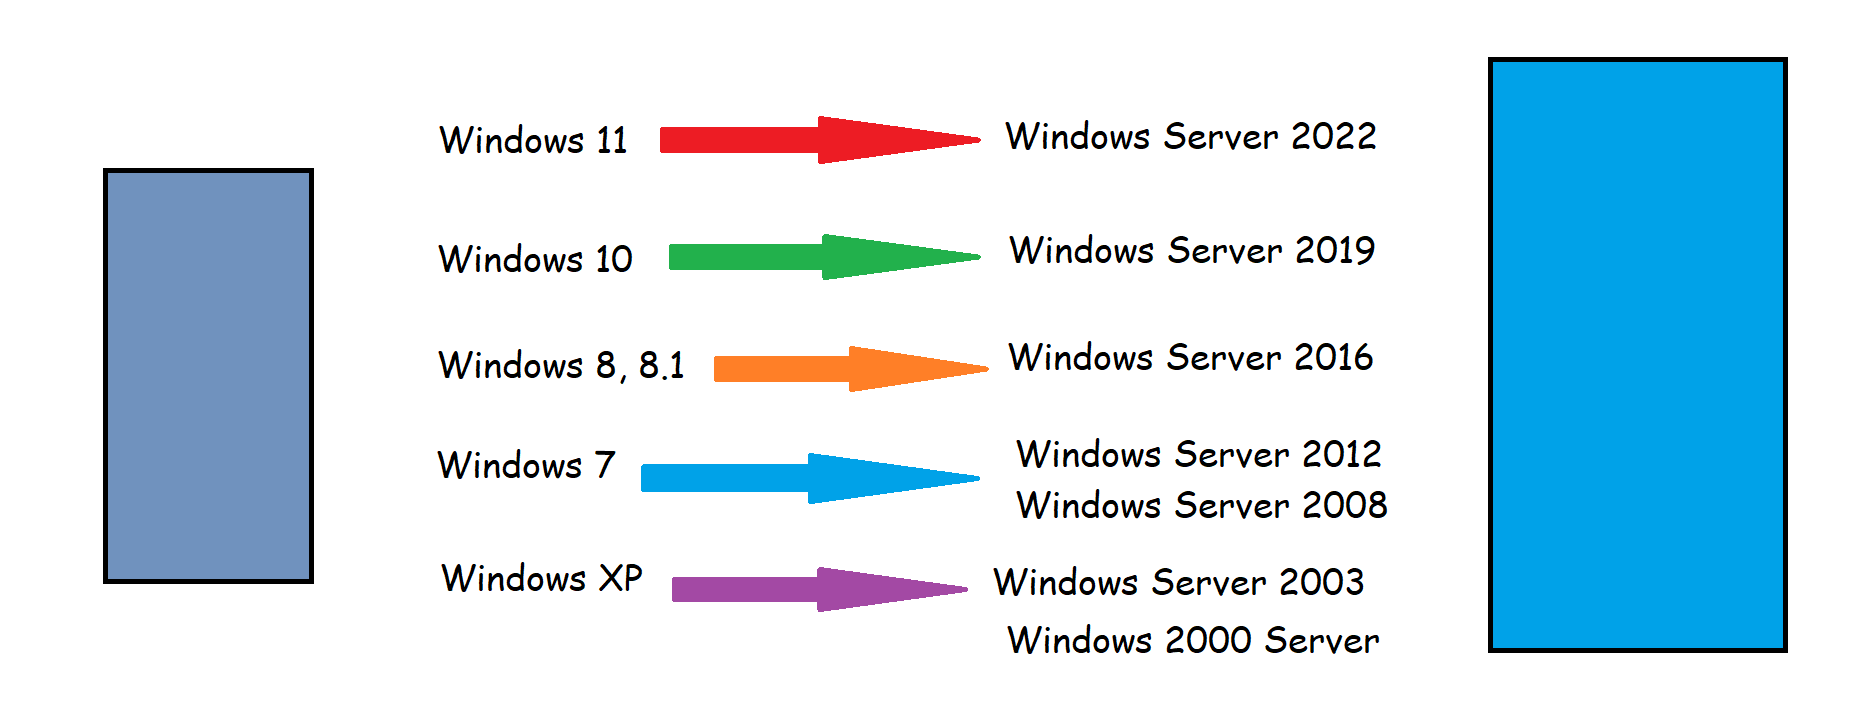 Windows 11 Windows Server 2022
Windows 10 Windows Server 2019
Windows 8, 8.1 Windows Server 2016
Windows 7 Windows Server 2012
Windows Server 2008
Windows XP Windows Server 2003
Windows 2000 Server